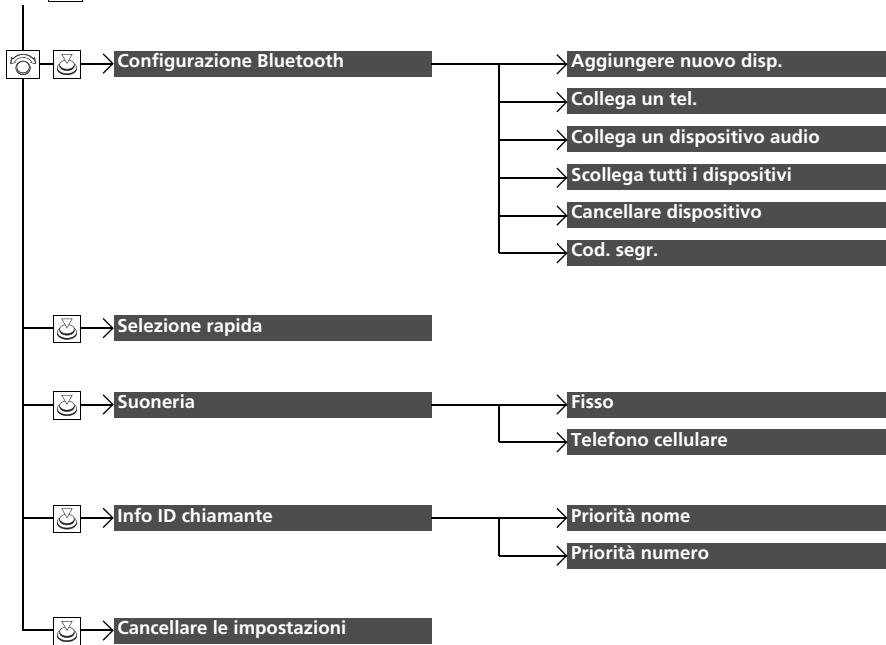 Configurazione Bluetooth
Aggiungere nuovo disp.
Collega un tel.
Collega un dispositivo audio
Scollega tutti i dispositivi
Cancellare dispositivo
Cod. segr.
Selezione rapida
Suoneria
Fisso
Telefono cellulare
Info ID chiamante
Priorità nome
Priorità numero
Cancellare le impostazioni